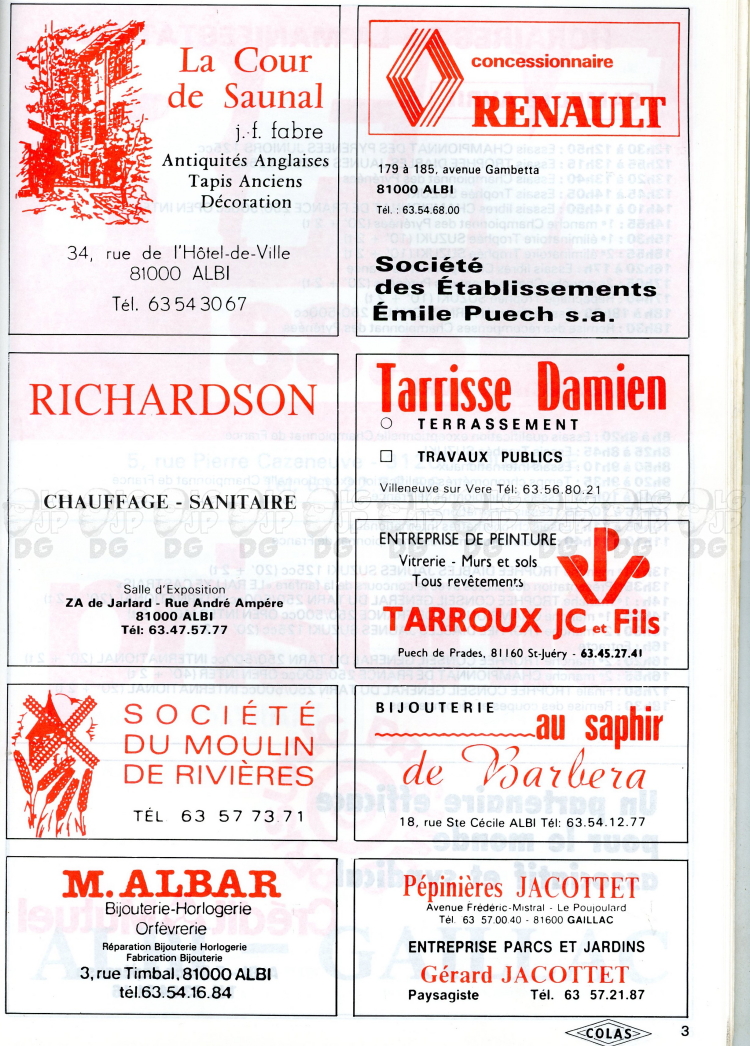 La Cour
de Saunal
j.f. fabre
Antiquités Anglaises
Tapis Anciens
Décoration
34, rue de l'Hôtel-de-Ville
81000 ALBI
Tél. 63 54 30 67
concessionnaire
RENAULT
179 à 185, avenue Gambetta
81000 ALBI
Tél. : 63.54.68.00
Société
des Établissements
Émile Puech s.a.
RICHARDSON
CHAUFFAGE - SANITAIRE
Salle d'Exposition
ZA de Jarlard - Rue André Ampére
81000 ALBI
Tél: 63.47.57.77
Tarrisse Damien
TERRASSEMENT
TRAVAUX PUBLICS
Villeneuve sur Vere Tél: 63.56.80.21
ENTREPRISE DE PEINTURE
Vitrerie - Murs et sols
Tous revêtements
TARROUX JC et Fils
Puech de Prades, 81160 St-Juéry - 63.45.27.41
SOCIÉTÉ
DU MOULIN
DE RIVIÈRES
TÉL 63 57 73.71
BIJOUTERIE
au saphir
de Barbera
18, rue Ste Cécile ALBI Tél: 63.54.12.77
M. ALBAR
Bijouterie-Horlogerie
Orfèvrerie
Réparation Bijouterie Horlogerie
Fabrication Bijouterie
3, rue Timbal, 81000 ALBI
tél.63.54.16.84
Pépinières JACOTTET
Avenue Frédéric-Mistral - Le Poujoulard
Tél. 63 57.00.40 - 81600 GAILLAC
ENTREPRISE PARCS ET JARDINS
Gérard JACOTTET
Paysagiste Tél. 63 57.21.87
COLAS
3